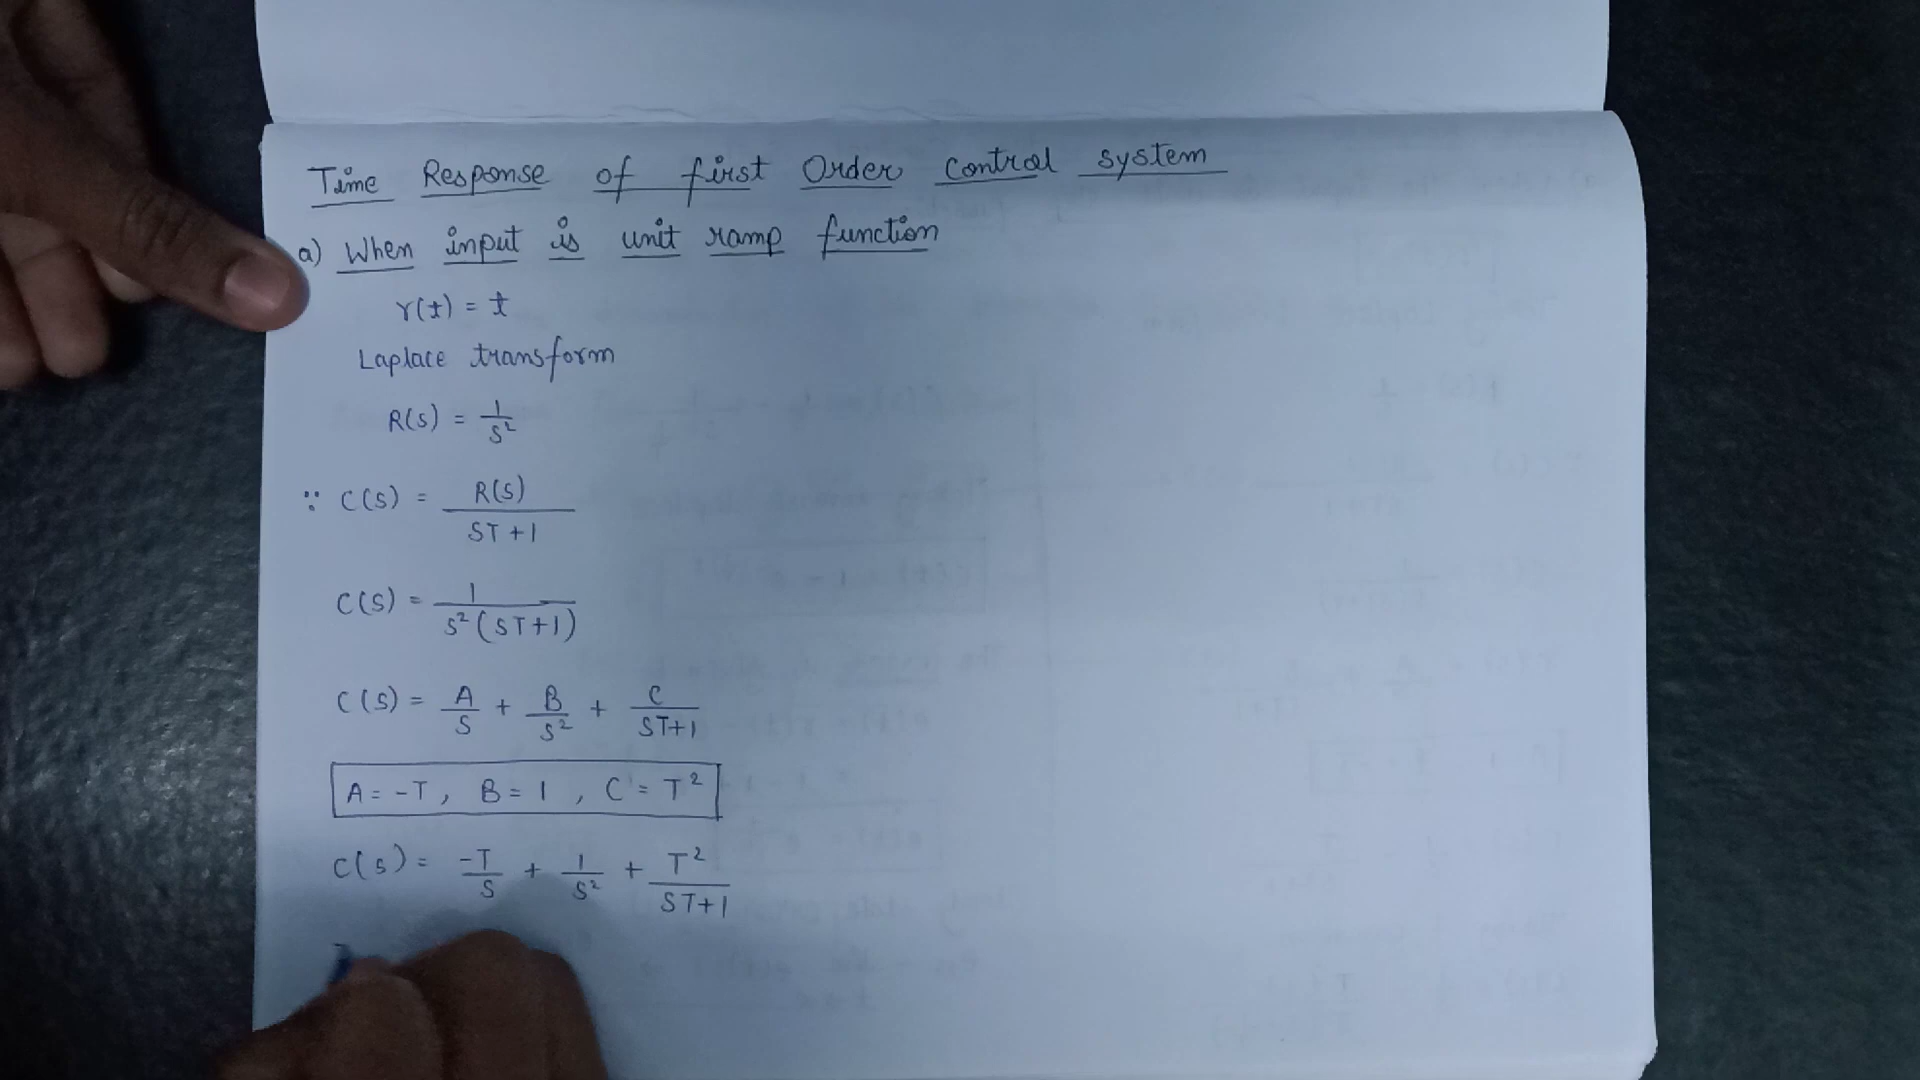 Time Response of first Order control system
a) When input is unit ramp function
r(t) = t
Laplace transform
R(s) = 1/s²
∵ C(s) = R(s)/(ST+1)
C(s) = 1/(s²(ST+1))
C(s) = A/S + B/S² + C/(ST+1)
A = -T, B = 1, C = T²
C(s) = -T/S + 1/S² + T²/(ST+1)